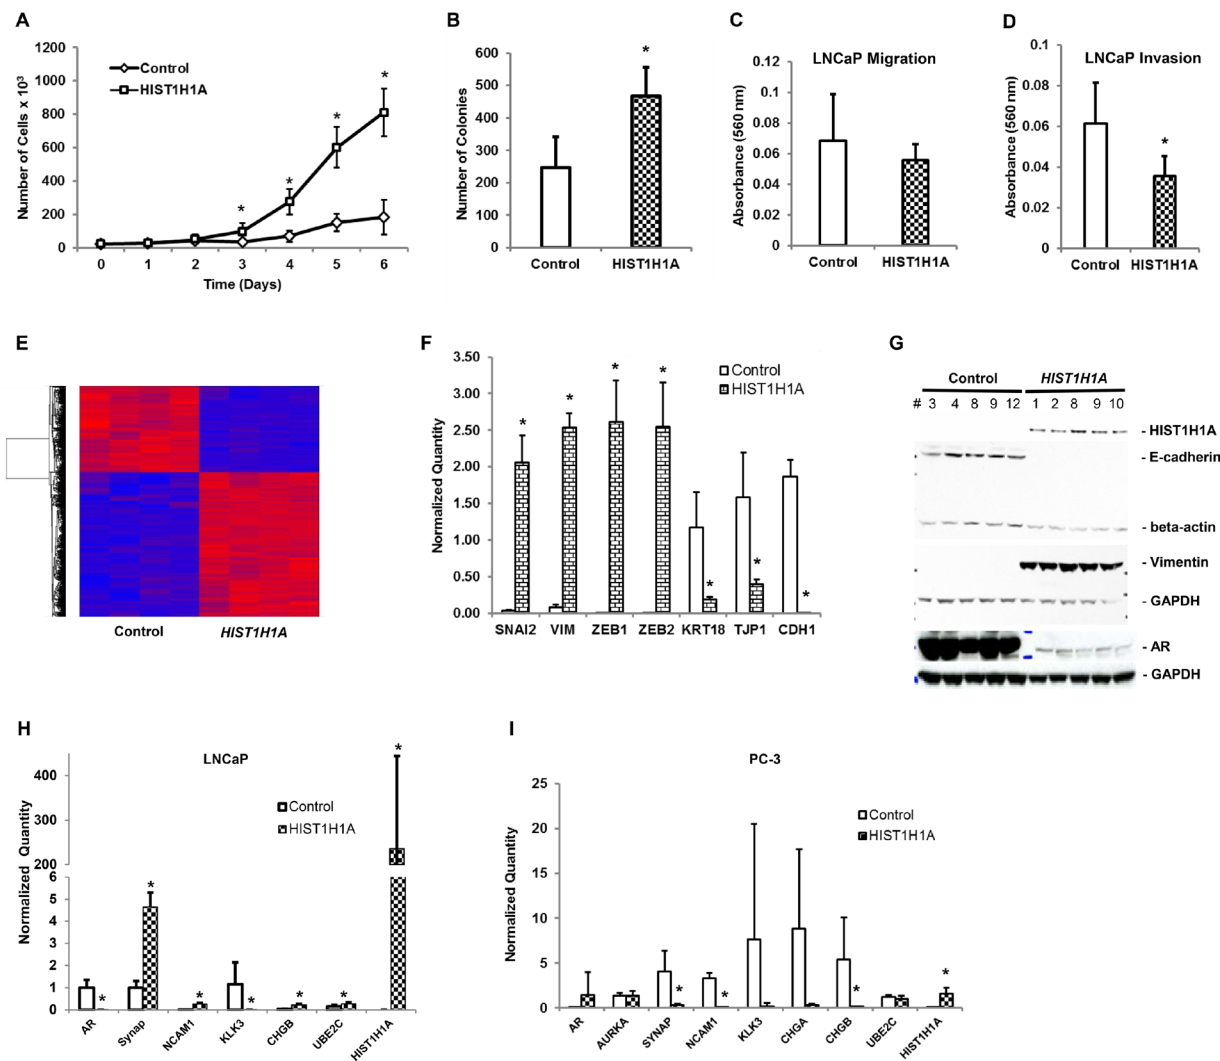 A
Number of Cells x 10³
1200
1000
800
600
400
200
0
Control
HIST1H1A
*
*
*
*
0 1 2 3 4 5 6
Time (Days)
B
Number of Colonies
600
500
400
300
200
100
0
*
Control HIST1H1A
C
LNCaP Migration
Absorbance (560 nm)
0.12
0.1
0.08
0.06
0.04
0.02
0
Control HIST1H1A
D
LNCaP Invasion
Absorbance (560 nm)
0.1
0.08
0.06
0.04
0.02
0
*
Control HIST1H1A
E
Control HIST1H1A
F
Normalized Quantity
3.50
3.00
2.50
2.00
1.50
1.00
0.50
0.00
Control
HIST1H1A
* * * * * * *
SNAI2 VIM ZEB1 ZEB2 KRT18 TJP1 CDH1
G
Control HIST1H1A
# 3 4 8 9 12 1 2 8 9 10
- HIST1H1A
- E-cadherin
- beta-actin
- Vimentin
- GAPDH
- AR
- GAPDH
H
LNCaP
Normalized Quantity
400
300
200
6
5
4
3
2
1
0
Control
HIST1H1A
* * * * * * *
AR Synap NCAM1 KLK3 CHGB UBE2C HIST1H1A
I
PC-3
Normalized Quantity
25
20
15
10
5
0
Control
HIST1H1A
* * * *
AR AURKA SYNAP NCAM1 KLK3 CHGA CHGB UBE2C HIST1H1A